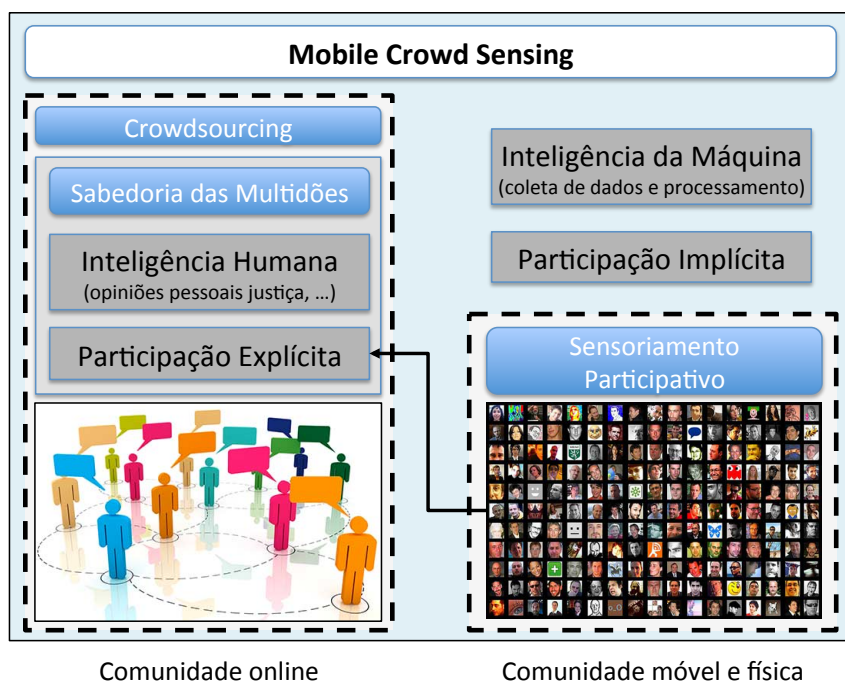 Mobile Crowd Sensing
Crowdsourcing
Sabedoria das Multidões
Inteligência Humana
(opiniões pessoais justiça, ...)
Participação Explícita
Inteligência da Máquina
(coleta de dados e processamento)
Participação Implícita
Sensoriamento
Participativo
Comunidade online
Comunidade móvel e física